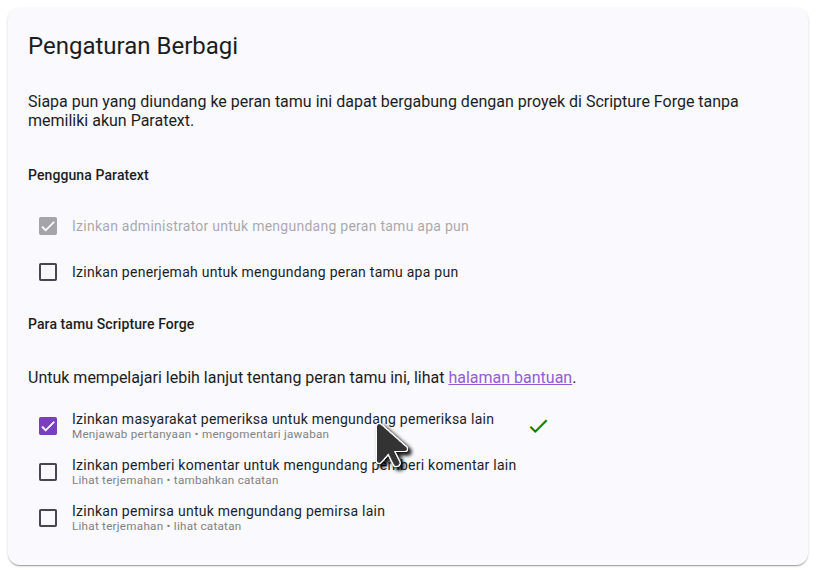 Pengaturan Berbagi
Siapa pun yang diundang ke peran tamu ini dapat bergabung dengan proyek di Scripture Forge tanpa
memiliki akun Paratext.
Pengguna Paratext
Izinkan administrator untuk mengundang peran tamu apa pun
Izinkan penerjemah untuk mengundang peran tamu apa pun
Para tamu Scripture Forge
Untuk mempelajari lebih lanjut tentang peran tamu ini, lihat halaman bantuan.
Izinkan masyarakat pemeriksa untuk mengundang pemeriksa lain
Menjawab pertanyaan • mengomentari jawaban
Izinkan pemberi komentar untuk mengundang pemberi komentar lain
Lihat terjemahan • tambahkan catatan
Izinkan pemirsa untuk mengundang pemirsa lain
Lihat terjemahan • lihat catatan